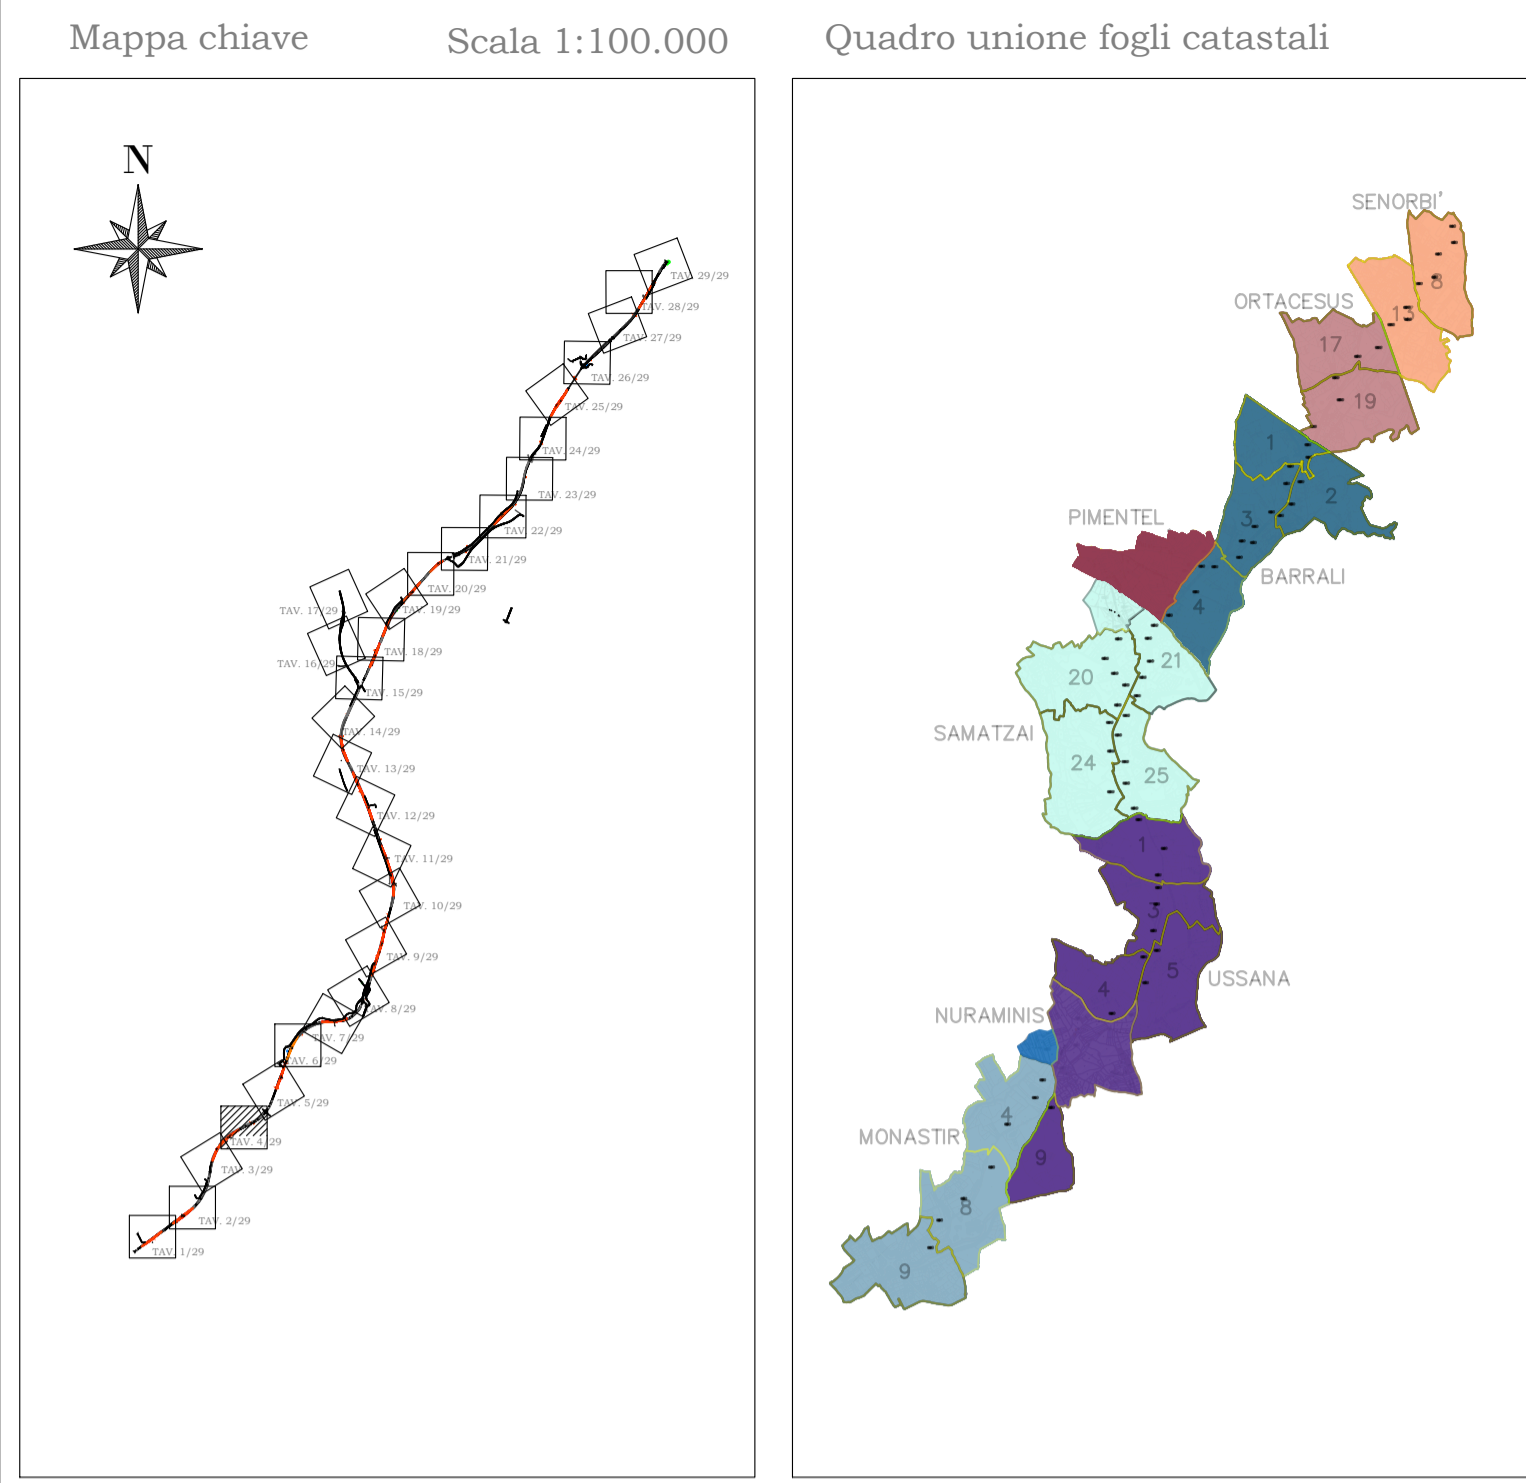 Mappa chiave
Scala 1:100.000
Quadro unione fogli catastali
N
TAV. 29/29
TAV. 28/29
TAV. 27/29
TAV. 26/29
TAV. 25/29
TAV. 24/29
TAV. 23/29
TAV. 22/29
TAV. 21/29
TAV. 20/29
TAV. 19/29
TAV. 17/29
TAV. 18/29
TAV. 16/29
TAV. 15/29
TAV. 14/29
TAV. 13/29
TAV. 12/29
TAV. 11/29
TAV. 10/29
TAV. 9/29
TAV. 8/29
TAV. 7/29
TAV. 6/29
TAV. 5/29
TAV. 4/29
TAV. 3/29
TAV. 2/29
TAV. 1/29
SENORBI'
8
ORTACESUS
13
17
19
1
2
3
PIMENTEL
BARRALI
4
21
20
SAMATZAI
24
25
1
3
5
USSANA
4
NURAMINIS
4
MONASTIR
9
8
9